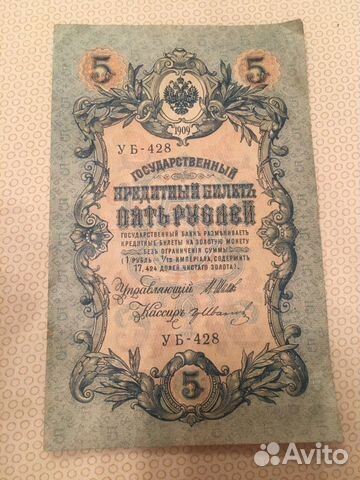 5 5
1909
УБ-428
ГОСУДАРСТВЕННЫЙ
КРЕДИТНЫЙ БИЛЕТЪ
ПЯТЬ РУБЛЕЙ
ГОСУДАРСТВЕННЫЙ БАНКЪ РАЗМѢНИВАЕТЪ
КРЕДИТНЫЕ БИЛЕТЫ НА ЗОЛОТУЮ МОНЕТУ
БЕЗЪ ОГРАНИЧЕНІЯ СУММЫ
(1 РУБЛЬ = 1/15 ИМПЕРІАЛА, СОДЕРЖИТЪ
17,424 ДОЛЕЙ ЧИСТАГО ЗОЛОТА).
Управляющій
Кассиръ
УБ-428
5
Avito